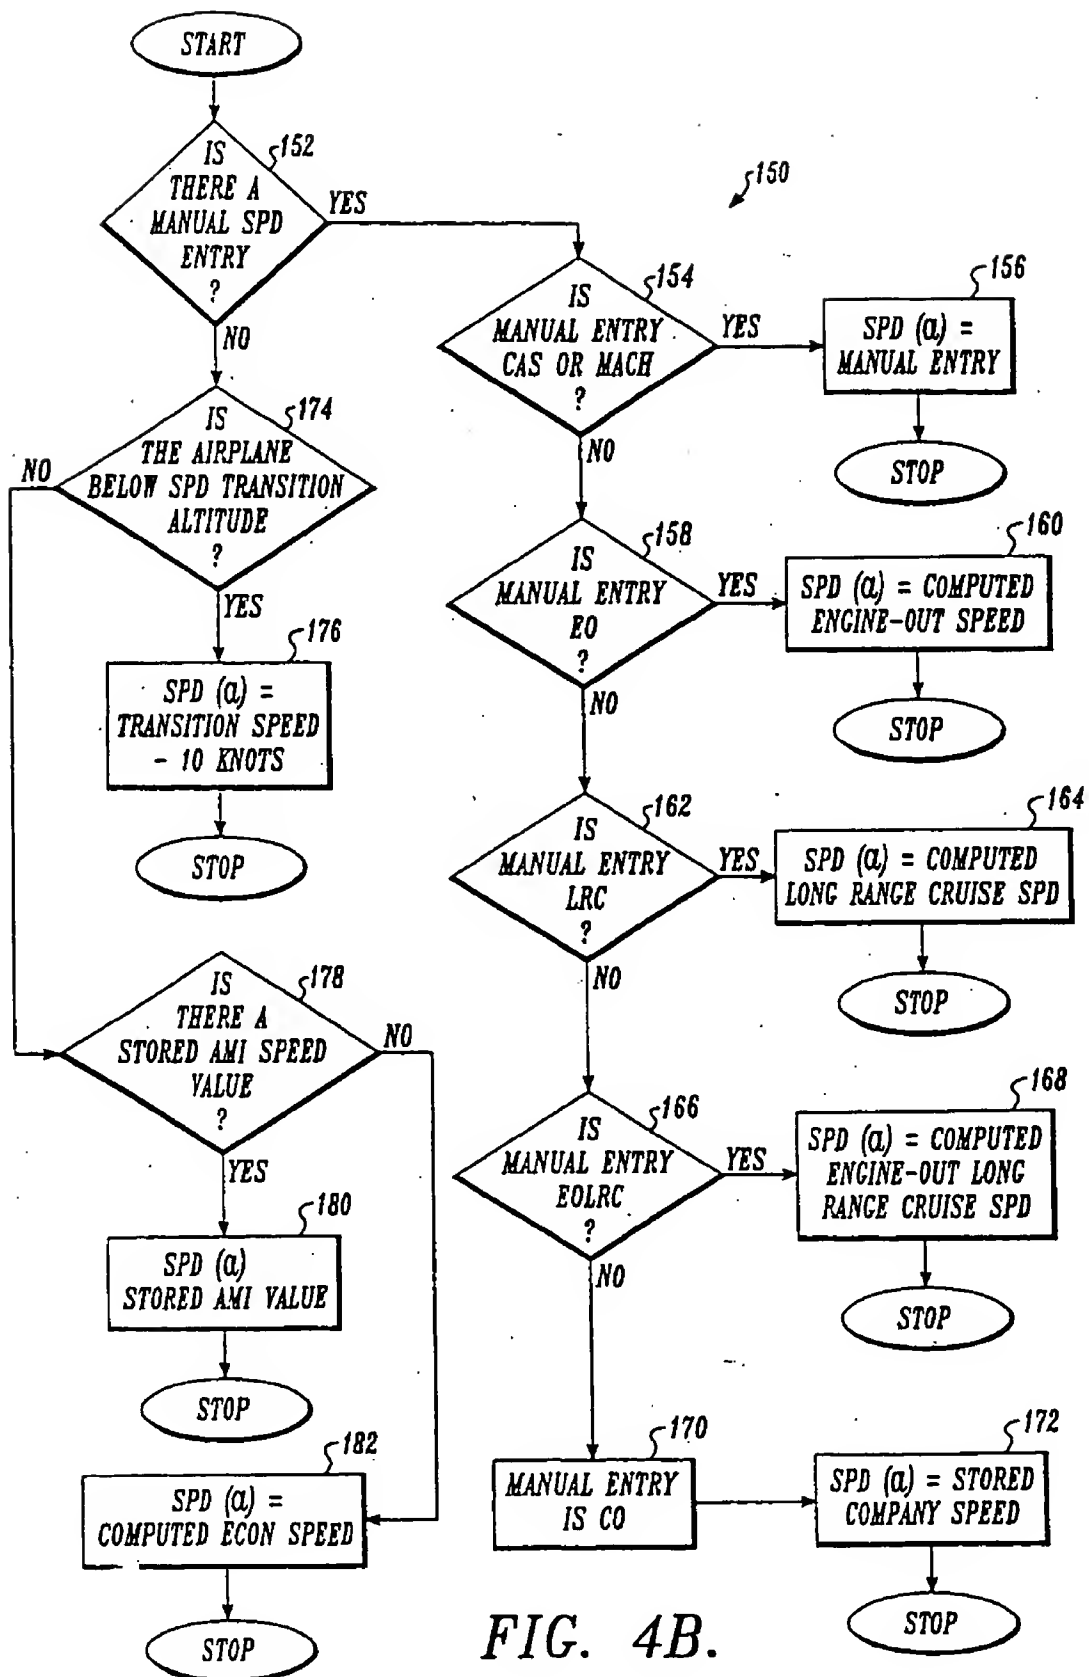 START
IS
THERE A
MANUAL SPD
ENTRY
?
152
YES
NO
150
IS
MANUAL ENTRY
CAS OR MACH
?
154
YES
NO
156
SPD (a) =
MANUAL ENTRY
STOP
IS
THE AIRPLANE
BELOW SPD TRANSITION
ALTITUDE
?
174
NO
YES
176
SPD (a) =
TRANSITION SPEED
- 10 KNOTS
STOP
IS
MANUAL ENTRY
EO
?
158
YES
NO
160
SPD (a) = COMPUTED
ENGINE-OUT SPEED
STOP
IS
MANUAL ENTRY
LRC
?
162
YES
NO
164
SPD (a) = COMPUTED
LONG RANGE CRUISE SPD
STOP
IS
THERE A
STORED AMI SPEED
VALUE
?
178
NO
YES
180
SPD (a)
STORED AMI VALUE
STOP
182
SPD (a) =
COMPUTED ECON SPEED
STOP
IS
MANUAL ENTRY
EOLRC
?
166
YES
NO
168
SPD (a) = COMPUTED
ENGINE-OUT LONG
RANGE CRUISE SPD
STOP
170
MANUAL ENTRY
IS CO
172
SPD (a) = STORED
COMPANY SPEED
STOP
FIG. 4B.